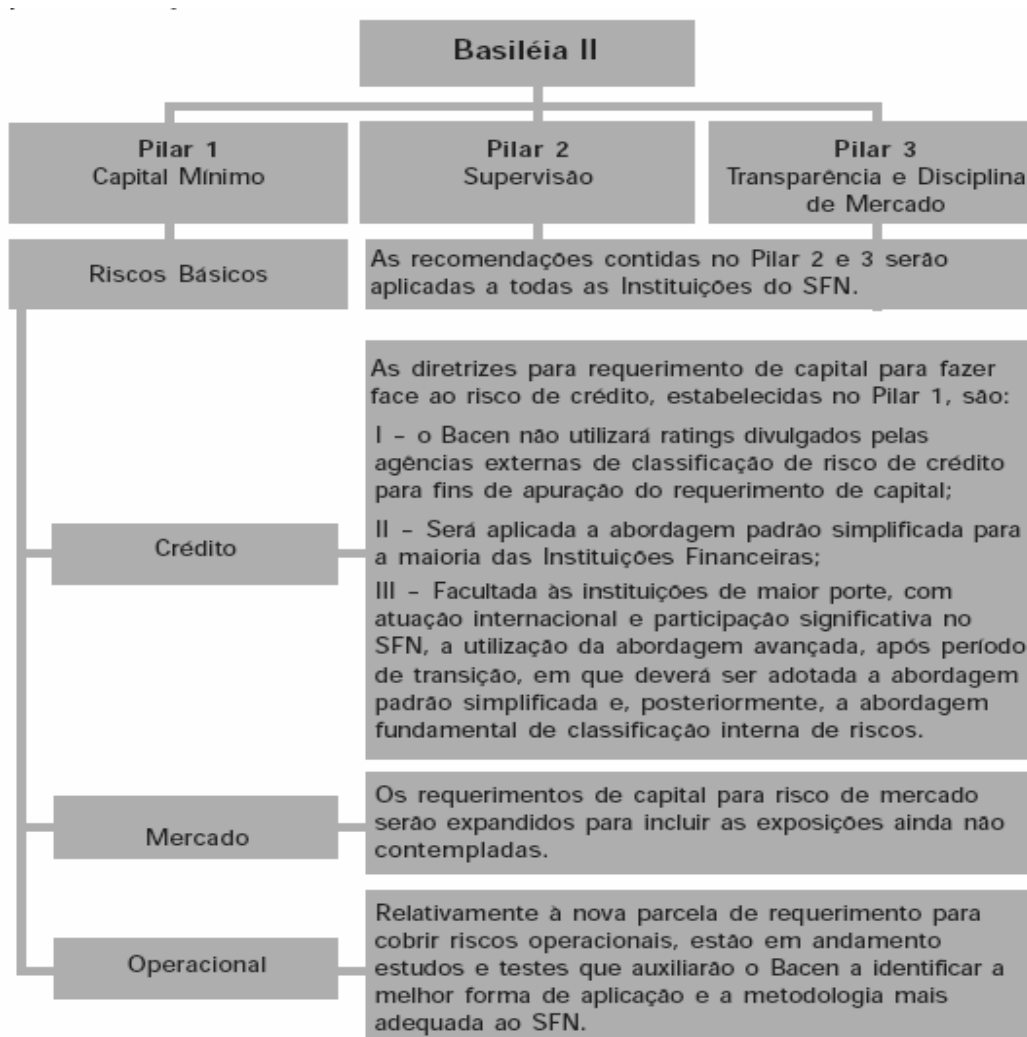 Basiléia II
Pilar 1
Capital Mínimo
Pilar 2
Supervisão
Pilar 3
Transparência e Disciplina
de Mercado
Riscos Básicos
As recomendações contidas no Pilar 2 e 3 serão
aplicadas a todas as Instituições do SFN.
Crédito
As diretrizes para requerimento de capital para fazer
face ao risco de crédito, estabelecidas no Pilar 1, são:
I – o Bacen não utilizará ratings divulgados pelas
agências externas de classificação de risco de crédito
para fins de apuração do requerimento de capital;
II – Será aplicada a abordagem padrão simplificada para
a maioria das Instituições Financeiras;
III – Facultada às instituições de maior porte, com
atuação internacional e participação significativa no
SFN, a utilização da abordagem avançada, após período
de transição, em que deverá ser adotada a abordagem
padrão simplificada e, posteriormente, a abordagem
fundamental de classificação interna de riscos.
Mercado
Os requerimentos de capital para risco de mercado
serão expandidos para incluir as exposições ainda não
contempladas.
Operacional
Relativamente à nova parcela de requerimento para
cobrir riscos operacionais, estão em andamento
estudos e testes que auxiliarão o Bacen a identificar a
melhor forma de aplicação e a metodologia mais
adequada ao SFN.